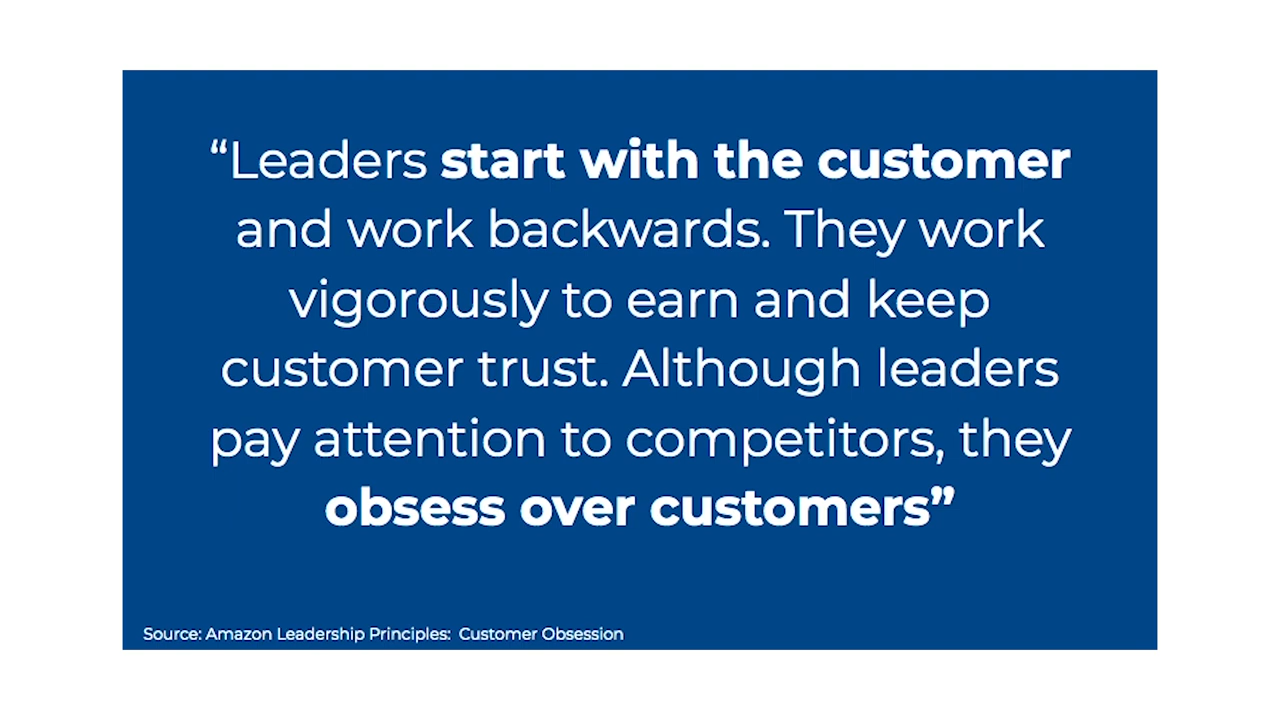 “Leaders start with the customer
and work backwards. They work
vigorously to earn and keep
customer trust. Although leaders
pay attention to competitors, they
obsess over customers”
Source: Amazon Leadership Principles:  Customer Obsession